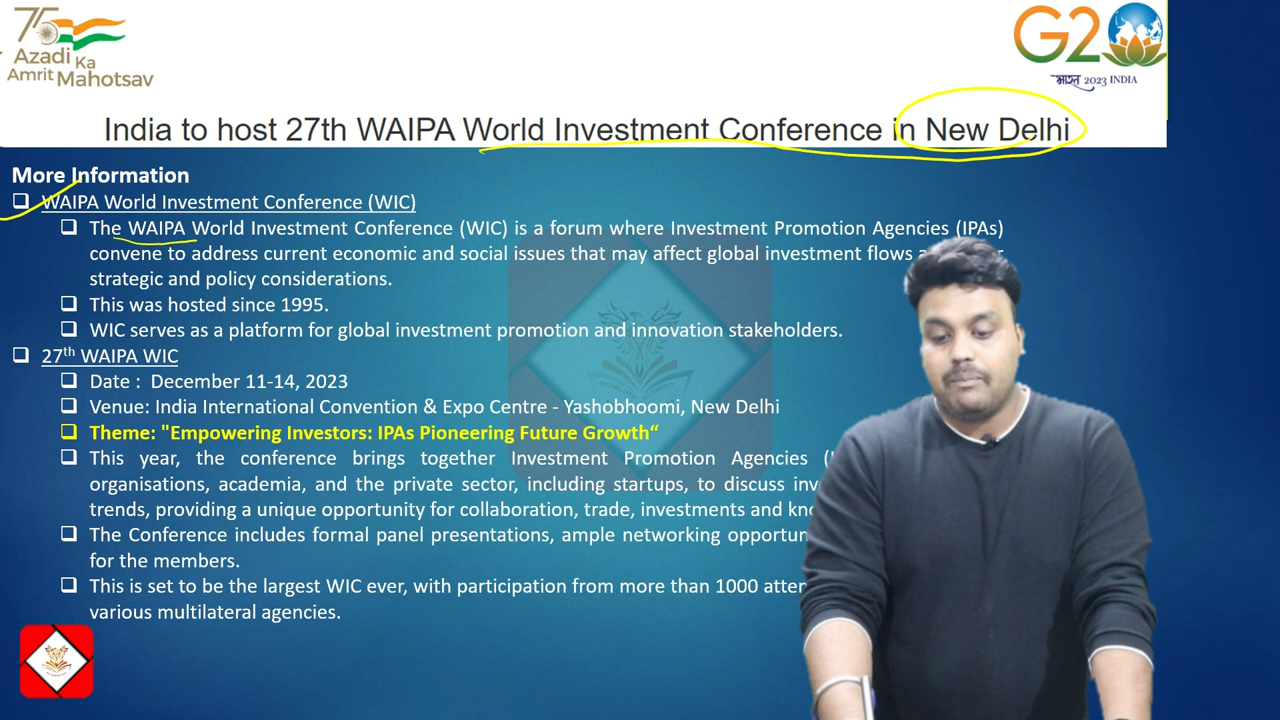 75
Azadi Ka
Amrit Mahotsav
G20
भारत 2023 INDIA
India to host 27th WAIPA World Investment Conference in New Delhi
More Information
WAIPA World Investment Conference (WIC)
The WAIPA World Investment Conference (WIC) is a forum where Investment Promotion Agencies (IPAs)
convene to address current economic and social issues that may affect global investment flows
strategic and policy considerations.
This was hosted since 1995.
WIC serves as a platform for global investment promotion and innovation stakeholders.
27th WAIPA WIC
Date : December 11-14, 2023
Venue: India International Convention & Expo Centre - Yashobhoomi, New Delhi
Theme: "Empowering Investors: IPAs Pioneering Future Growth“
This year, the conference brings together Investment Promotion Agencies
organisations, academia, and the private sector, including startups, to discuss
trends, providing a unique opportunity for collaboration, trade, investments and
The Conference includes formal panel presentations, ample networking
for the members.
This is set to be the largest WIC ever, with participation from more than 1000
various multilateral agencies.